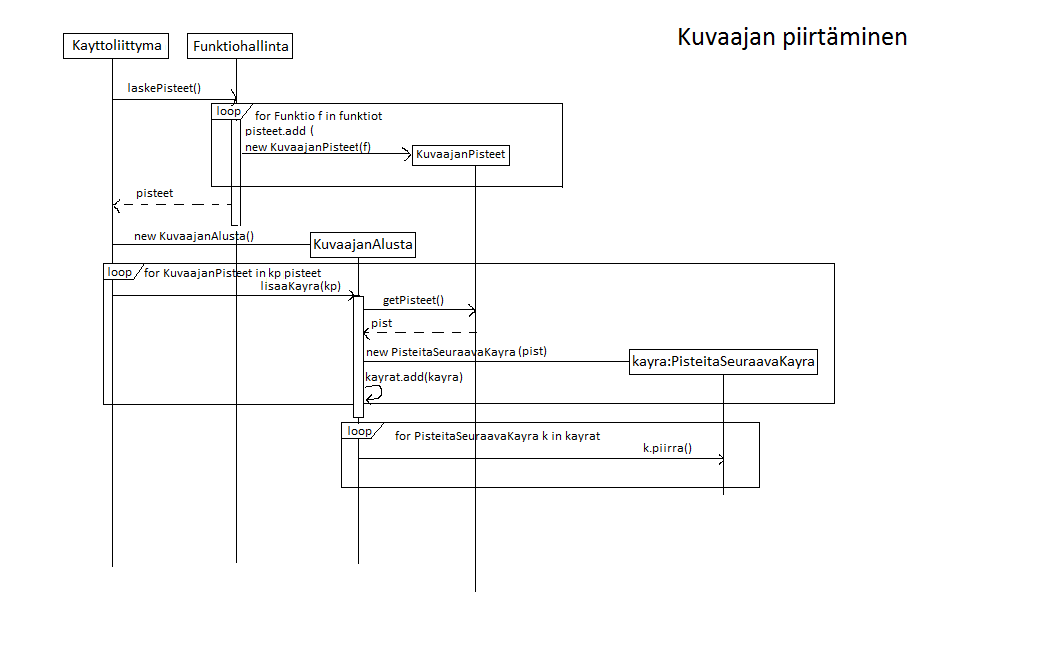 Kuvaajan piirtäminen
Kayttoliittyma
Funktiohallinta
laskePisteet()
loop
for Funktio f in funktiot
pisteet.add (
new KuvaajanPisteet(f)
KuvaajanPisteet
pisteet
new KuvaajanAlusta()
KuvaajanAlusta
loop
for KuvaajanPisteet in kp pisteet
lisaaKayra(kp)
getPisteet()
pist
new PisteitaSeuraavaKayra (pist)
kayra:PisteitaSeuraavaKayra
kayrat.add(kayra)
loop
for PisteitaSeuraavaKayra k in kayrat
k.piirra()